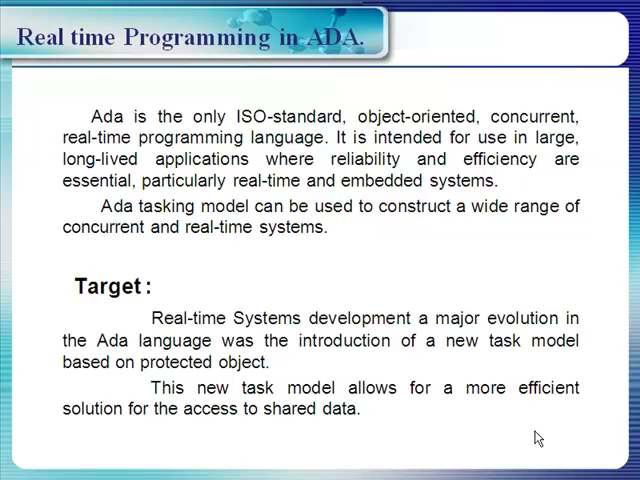 Real time Programming in ADA.
Ada is the only ISO-standard, object-oriented, concurrent,
real-time programming language. It is intended for use in large,
long-lived applications where reliability and efficiency are
essential, particularly real-time and embedded systems.
Ada tasking model can be used to construct a wide range of
concurrent and real-time systems.
Target :
Real-time Systems development a major evolution in
the Ada language was the introduction of a new task model
based on protected object.
This new task model allows for a more efficient
solution for the access to shared data.